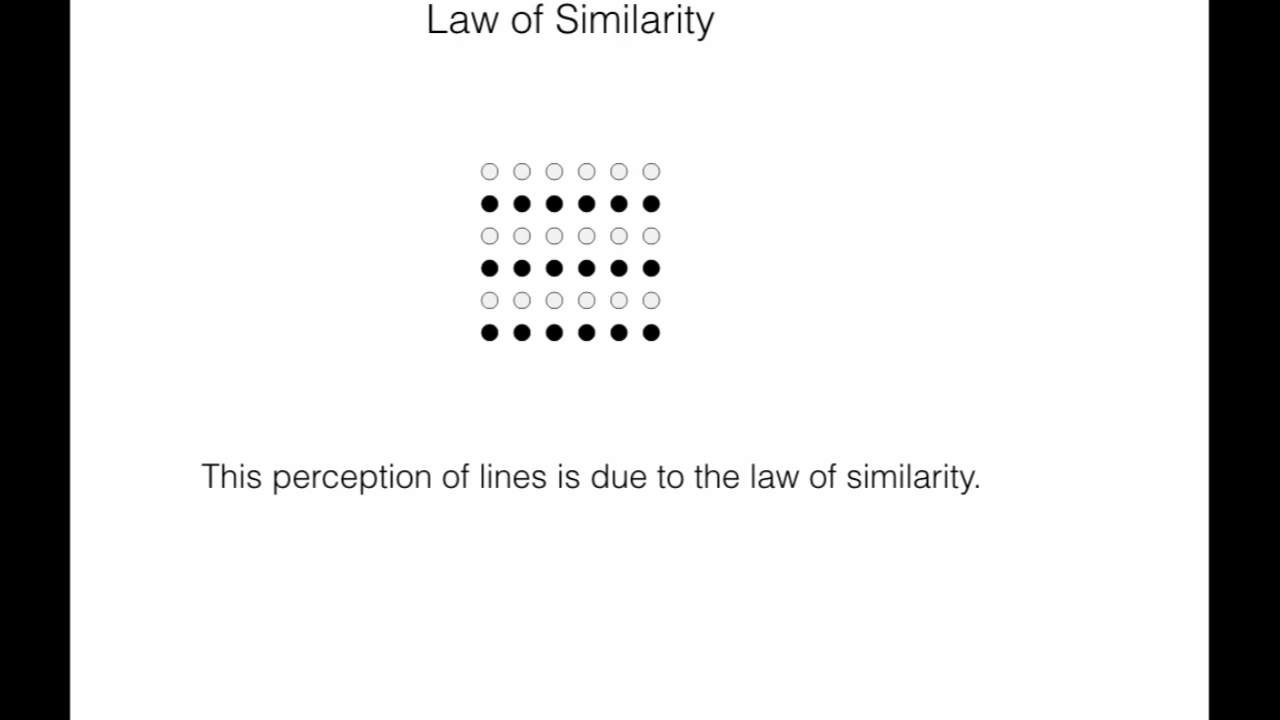 Law of Similarity
This perception of lines is due to the law of similarity.